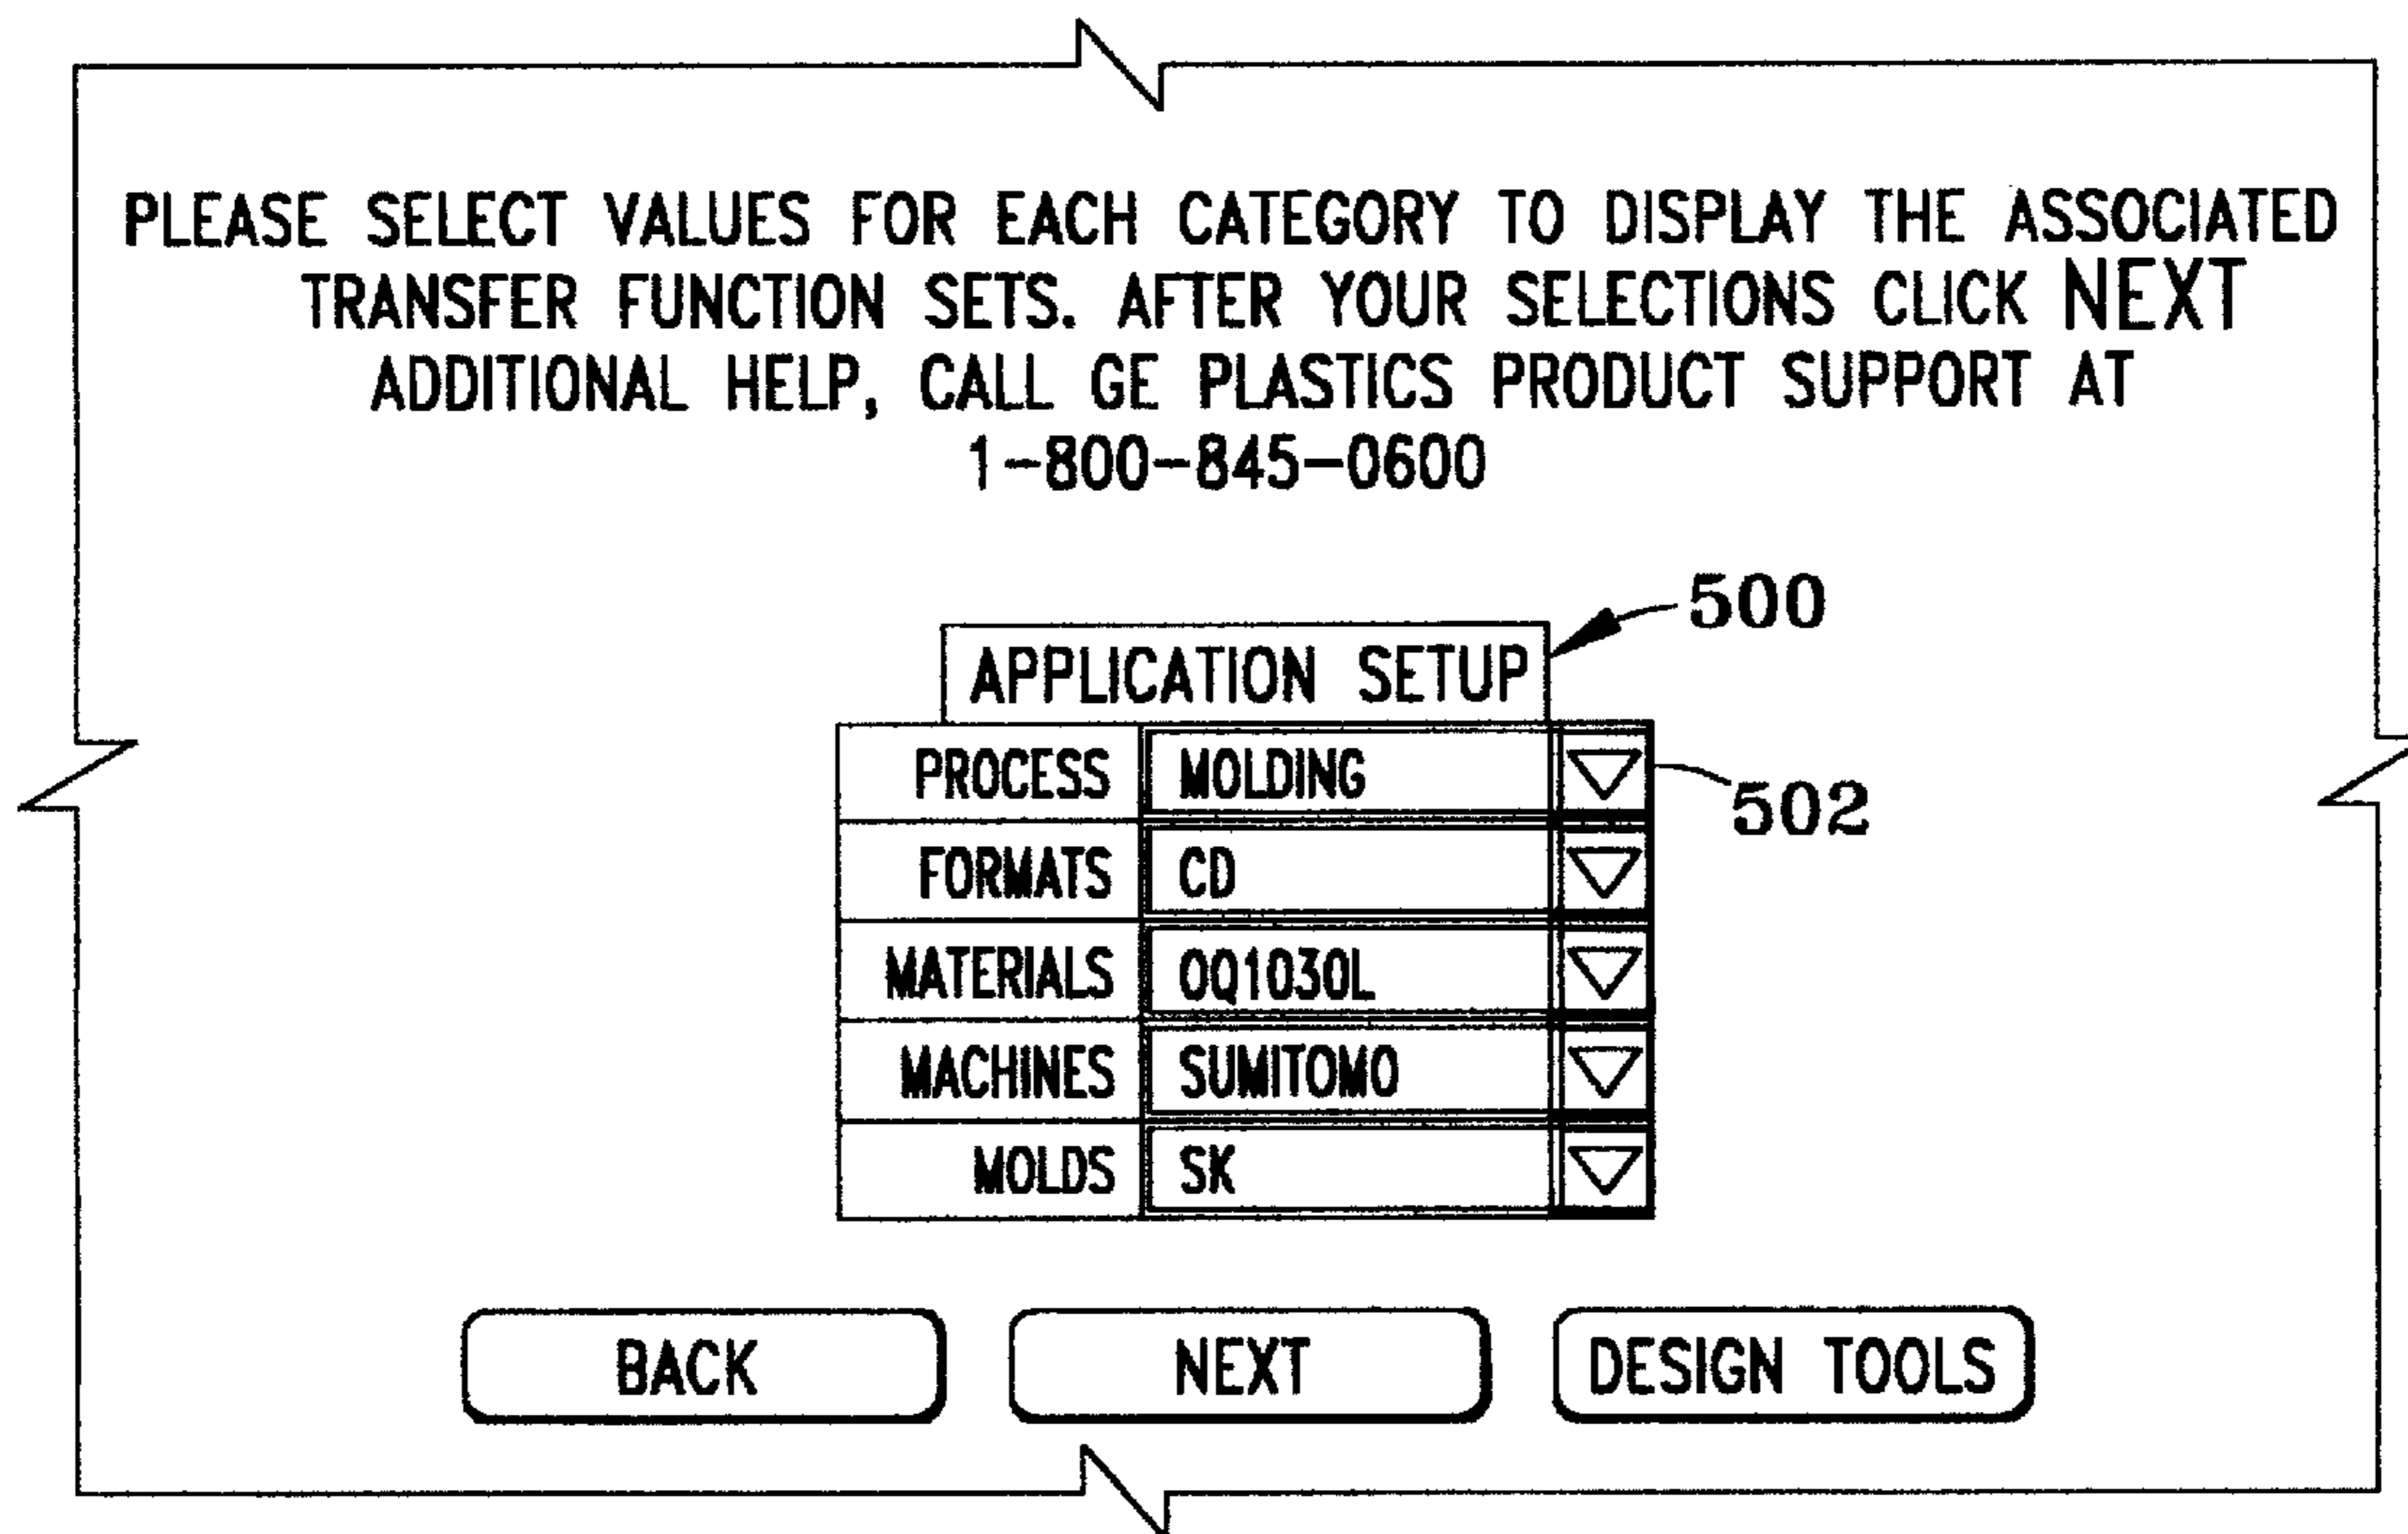 PLEASE SELECT VALUES FOR EACH CATEGORY TO DISPLAY THE ASSOCIATED
TRANSFER FUNCTION SETS. AFTER YOUR SELECTIONS CLICK NEXT
ADDITIONAL HELP, CALL GE PLASTICS PRODUCT SUPPORT AT
1-800-845-0600
500
APPLICATION SETUP
PROCESS MOLDING
502
FORMATS CD
MATERIALS OQ1030L
MACHINES SUMITOMO
MOLDS SK
BACK NEXT DESIGN TOOLS